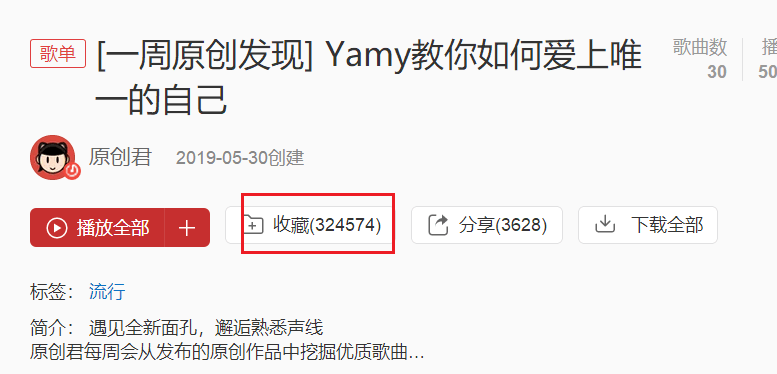 歌单 [一周原创发现] Yamy教你如何爱上唯
一的自己
歌曲数
30
播
50
原创君 2019-05-30创建
播放全部 收藏(324574) 分享(3628) 下载全部
标签： 流行
简介： 遇见全新面孔，邂逅熟悉声线
原创君每周会从发布的原创作品中挖掘优质歌曲...